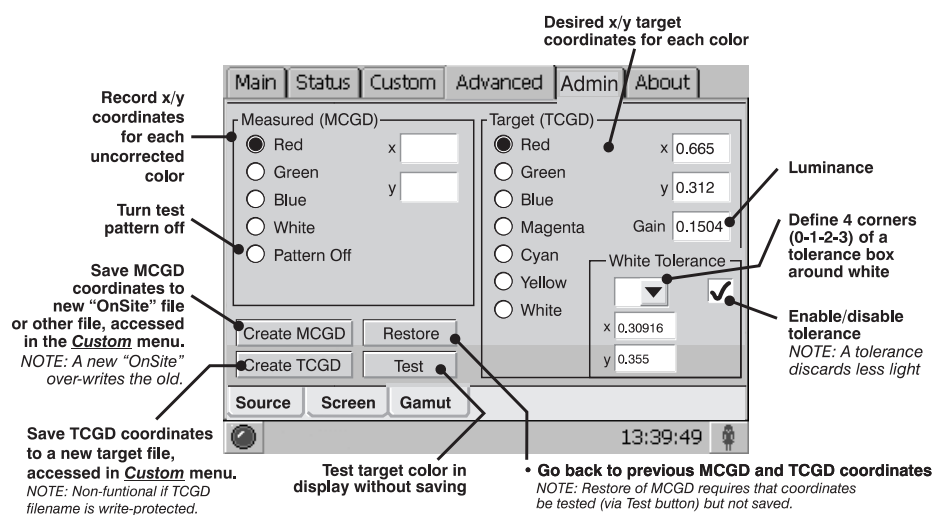 Desired x/y target
coordinates for each color
Main Status Custom Advanced Admin About
Record x/y
coordinates
for each
uncorrected
color
Measured (MCGD)
Red
Green
Blue
White
Pattern Off
x
y
Target (TCGD)
Red
Green
Blue
Magenta
Cyan
Yellow
White
x 0.665
y 0.312
Gain 0.1504
Luminance
Turn test
pattern off
White Tolerance
x 0.30916
y 0.355
Define 4 corners
(0-1-2-3) of a
tolerance box
around white
Enable/disable
tolerance
NOTE: A tolerance
discards less light
Save MCGD
coordinates to
new “OnSite” file
or other file, accessed
in the Custom menu.
NOTE: A new “OnSite”
over-writes the old.
Create MCGD Restore
Create TCGD Test
Source Screen Gamut
13:39:49
Save TCGD coordinates
to a new target file,
accessed in Custom menu.
NOTE: Non-funtional if TCGD
filename is write-protected.
Test target color in
display without saving
• Go back to previous MCGD and TCGD coordinates
NOTE: Restore of MCGD requires that coordinates
be tested (via Test button) but not saved.